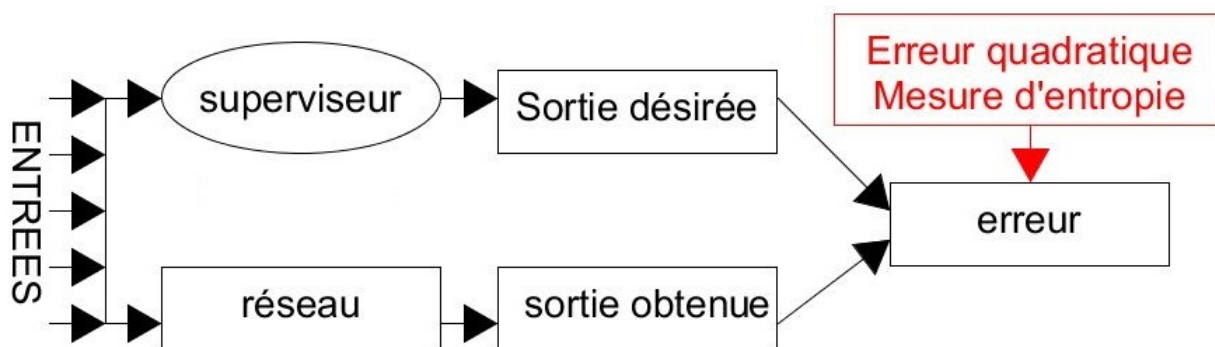 ENTREES
superviseur
Sortie désirée
Erreur quadratique
Mesure d'entropie
erreur
réseau
sortie obtenue